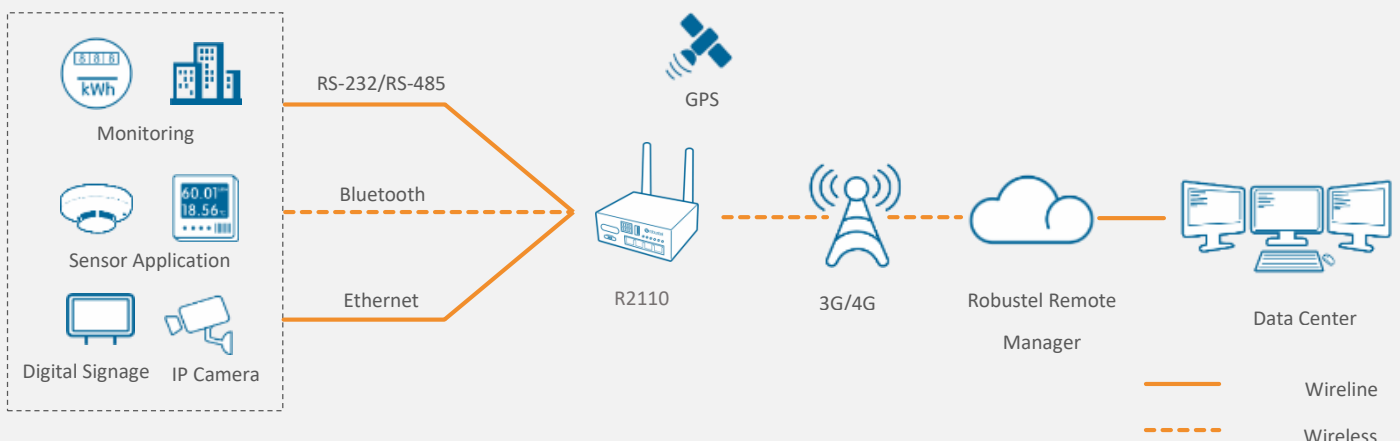 RS-232/RS-485
GPS
888
kWh
Monitoring
Bluetooth
60.01
18.56
Sensor Application
Ethernet
R2110
3G/4G
Robustel Remote
Manager
Data Center
Digital Signage
IP Camera
Wireline
Wireless